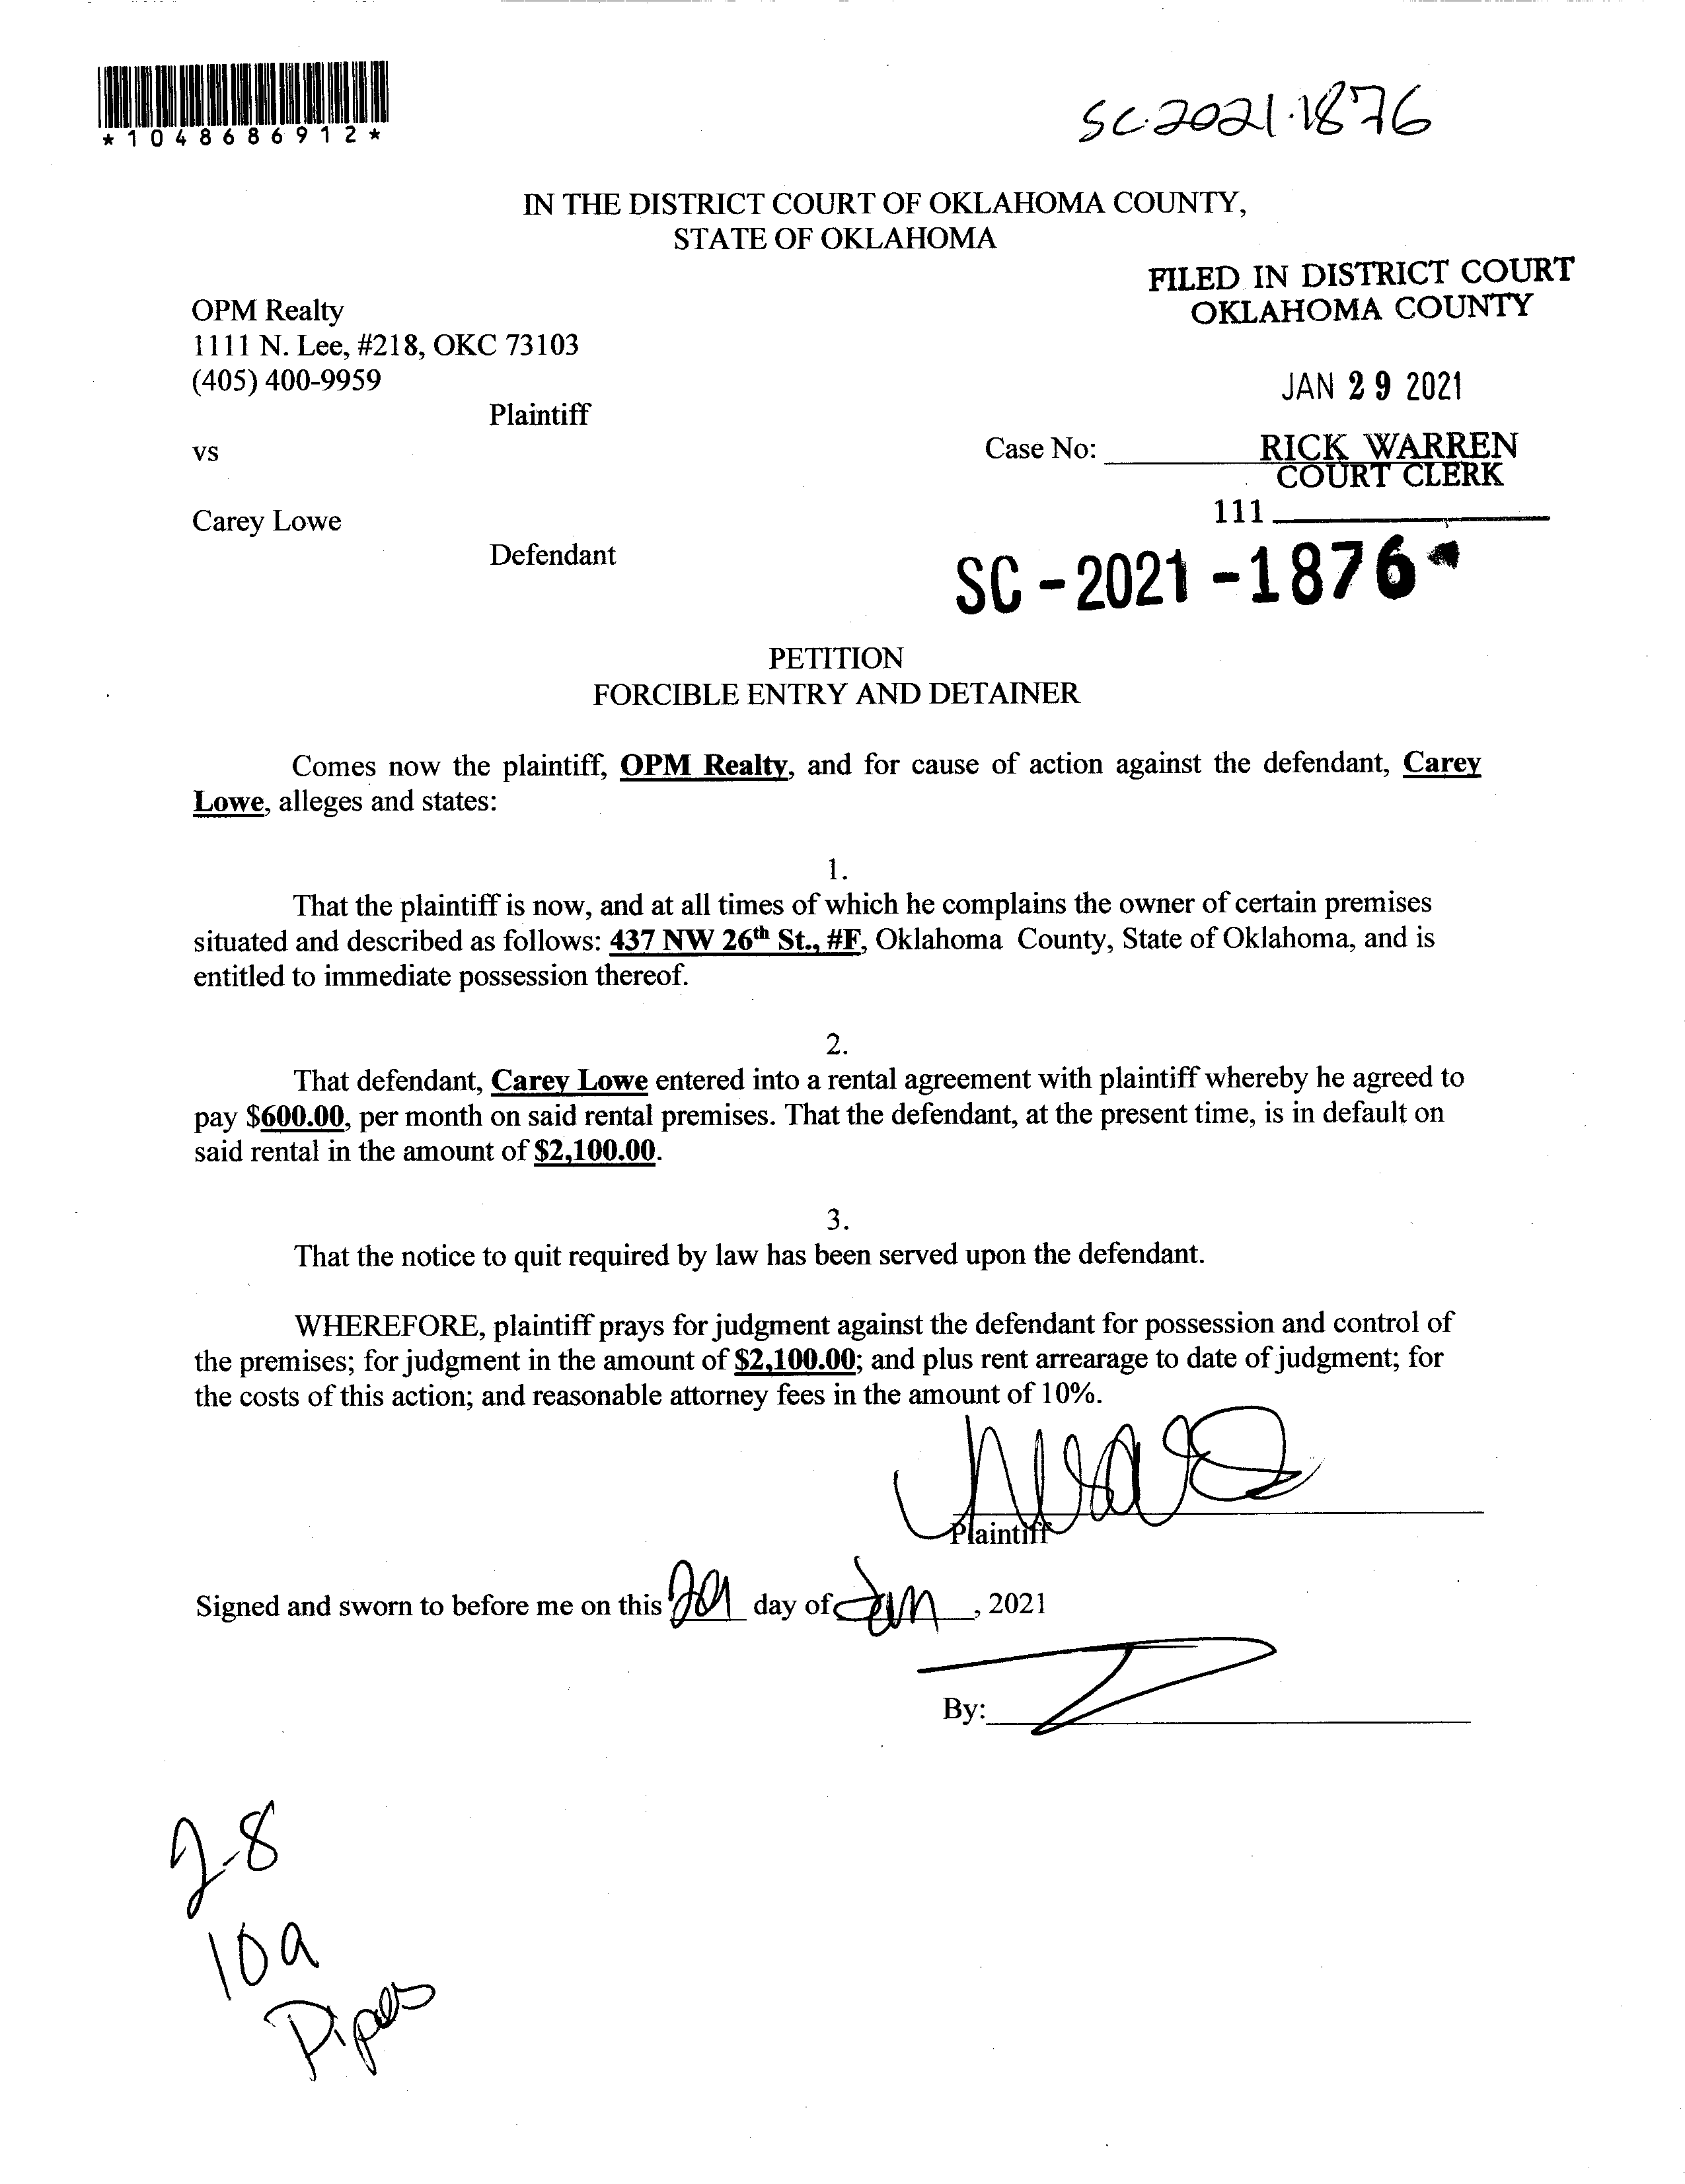 *1048686912*
SC-2021-1876
IN THE DISTRICT COURT OF OKLAHOMA COUNTY,
STATE OF OKLAHOMA
FILED IN DISTRICT COURT
OKLAHOMA COUNTY
OPM Realty
1111 N. Lee, #218, OKC 73103
(405) 400-9959
JAN 29 2021
Plaintiff
vs
Case No:
RICK WARREN
COURT CLERK
111
Carey Lowe
Defendant
SC-2021-1876
PETITION
FORCIBLE ENTRY AND DETAINER
Comes now the plaintiff, OPM Realty, and for cause of action against the defendant, Carey
Lowe, alleges and states:
1.
That the plaintiff is now, and at all times of which he complains the owner of certain premises
situated and described as follows: 437 NW 26th St., #F, Oklahoma County, State of Oklahoma, and is
entitled to immediate possession thereof.
2.
That defendant, Carey Lowe entered into a rental agreement with plaintiff whereby he agreed to
pay $600.00, per month on said rental premises. That the defendant, at the present time, is in default on
said rental in the amount of $2,100.00.
3.
That the notice to quit required by law has been served upon the defendant.
WHEREFORE, plaintiff prays for judgment against the defendant for possession and control of
the premises; for judgment in the amount of $2,100.00; and plus rent arrearage to date of judgment; for
the costs of this action; and reasonable attorney fees in the amount of 10%.
Plaintiff
Signed and sworn to before me on this 29 day of Jan, 2021
By:
2-8
10a
Pipes